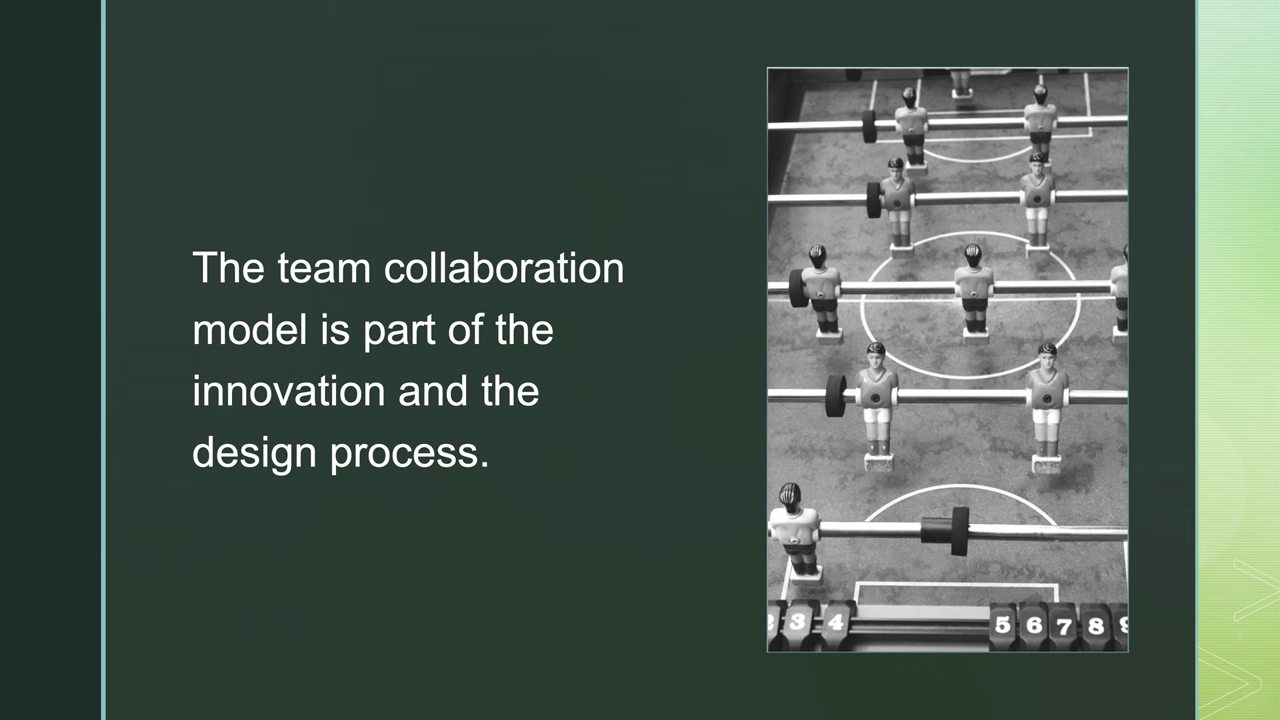 The team collaboration
model is part of the
innovation and the
design process.
3 4 5 6 7 8